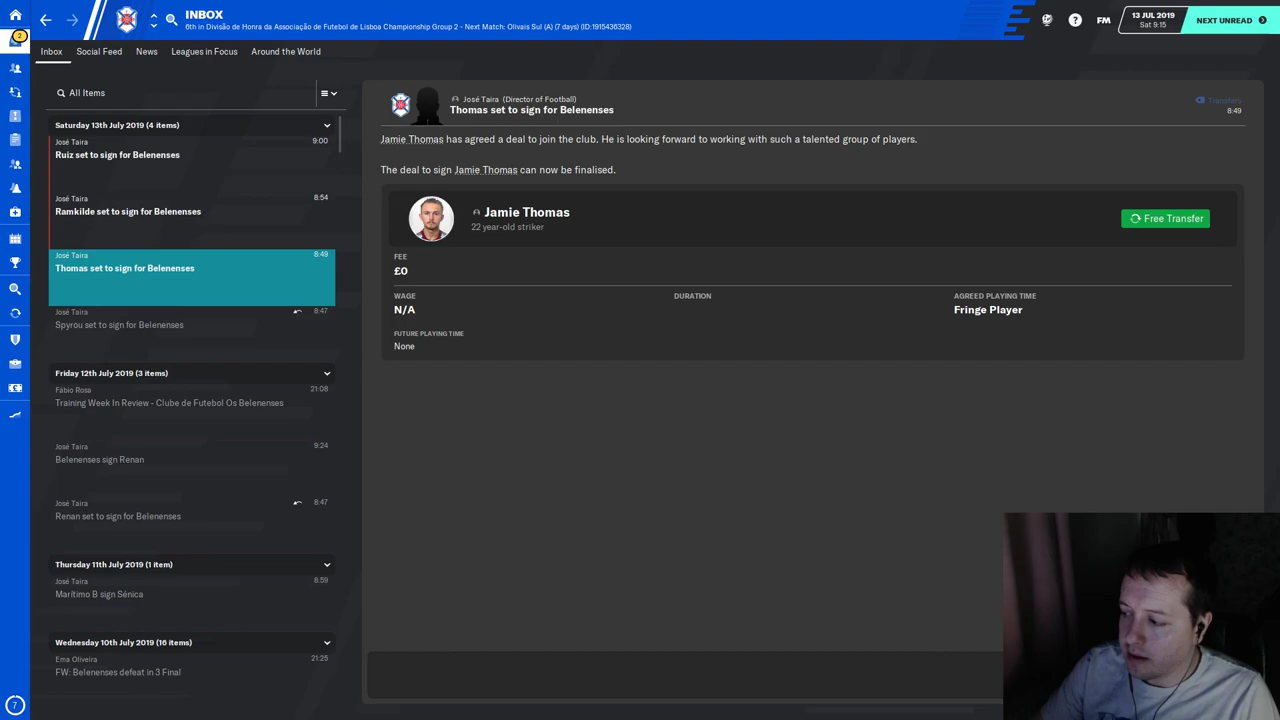 INBOX
6th in Divisão de Honra da Associação de Futebol de Lisboa Championship Group 2 - Next Match: Olivais Sul (A) (7 days) (ID:1915436328)
FM
13 JUL 2019
Sat 9:15
NEXT UNREAD
2
Inbox
Social Feed
News
Leagues in Focus
Around the World
All Items
Saturday 13th July 2019 (4 items)
José Taira
9:00
Ruiz set to sign for Belenenses
José Taira
8:54
Ramkilde set to sign for Belenenses
José Taira
8:49
Thomas set to sign for Belenenses
José Taira
8:47
Spyrou set to sign for Belenenses
Friday 12th July 2019 (3 items)
Fábio Rosa
21:08
Training Week In Review - Clube de Futebol Os Belenenses
José Taira
9:24
Belenenses sign Renan
José Taira
8:47
Renan set to sign for Belenenses
Thursday 11th July 2019 (1 item)
José Taira
8:59
Marítimo B sign Sénica
Wednesday 10th July 2019 (16 items)
Ema Oliveira
21:25
FW: Belenenses defeat in 3 Final
7
José Taira (Director of Football)
Thomas set to sign for Belenenses
Transfers
8:49
Jamie Thomas has agreed a deal to join the club. He is looking forward to working with such a talented group of players.
The deal to sign Jamie Thomas can now be finalised.
Jamie Thomas
22 year-old striker
Free Transfer
FEE
£0
WAGE
DURATION
AGREED PLAYING TIME
N/A
Fringe Player
FUTURE PLAYING TIME
None